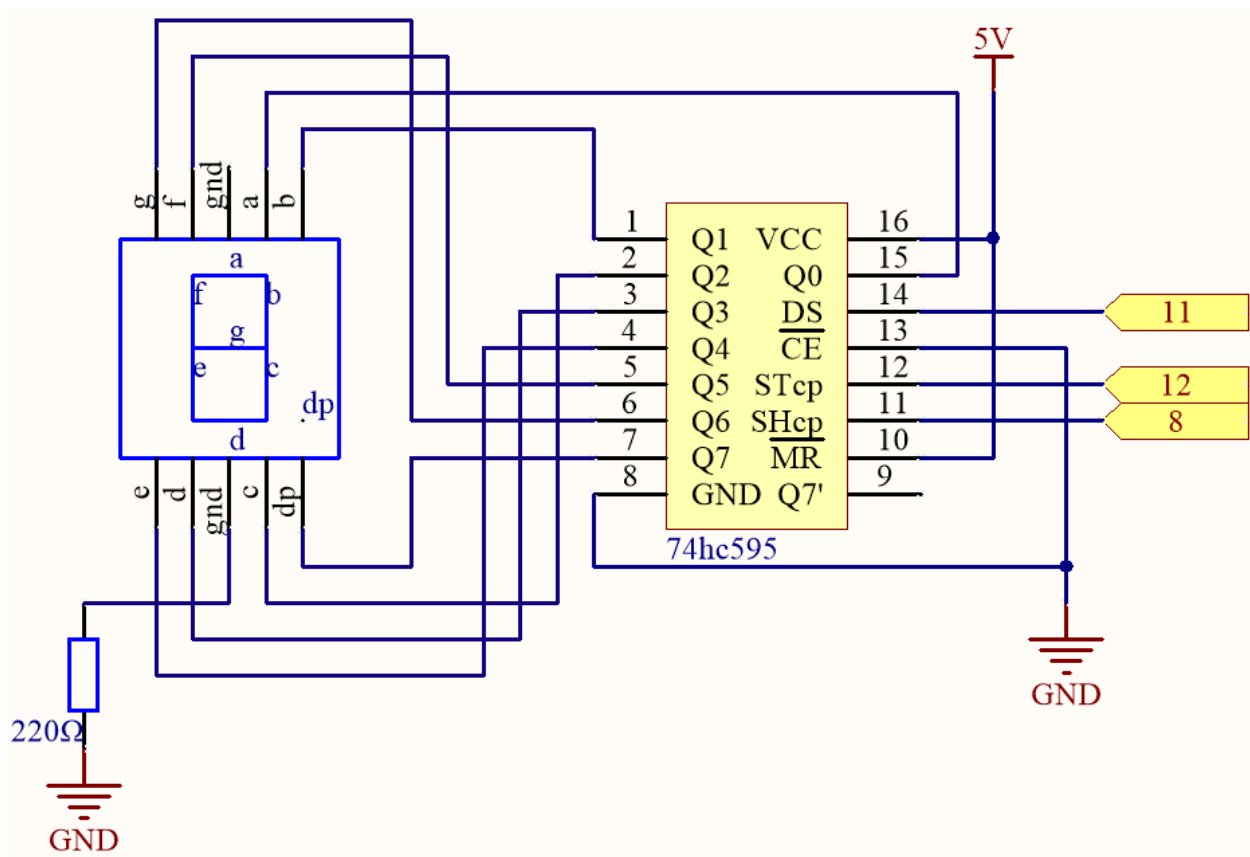 5V
g f gnd a b
a
f b
g
e c
dp
d
e d gnd c dp
220Ω
GND
1 Q1 VCC 16
2 Q2 Q0 15
3 Q3 DS 14 11
4 Q4 CE 13
5 Q5 STcp 12 12
6 Q6 SHcp 11 8
7 Q7 MR 10
8 GND Q7' 9
74hc595
GND